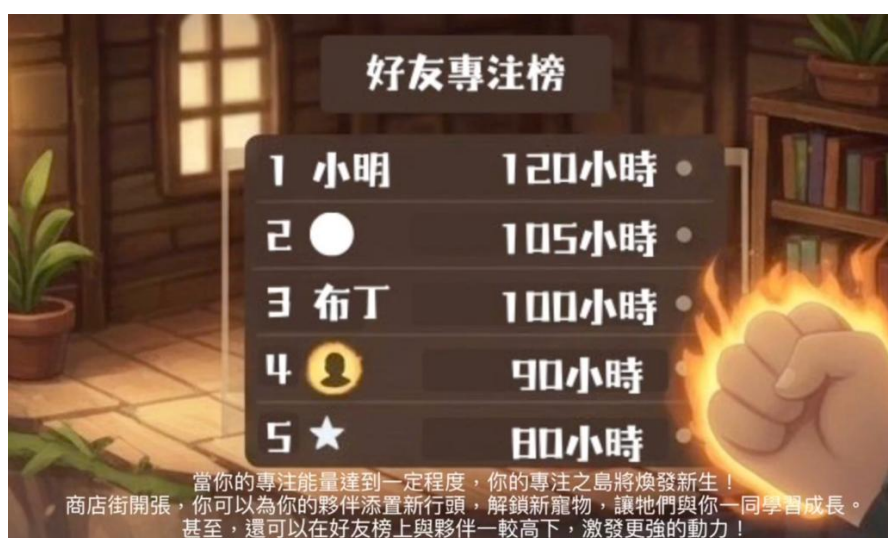 好友專注榜
1 小明 120小時
2 105小時
3 布丁 100小時
4 90小時
5 80小時
當你的專注能量達到一定程度，你的專注之島將煥發新生！
商店街開張，你可以為你的夥伴添置新行頭，解鎖新寵物，讓牠們與你一同學習成長。
甚至，還可以在好友榜上與夥伴一較高下，激發更強的動力！